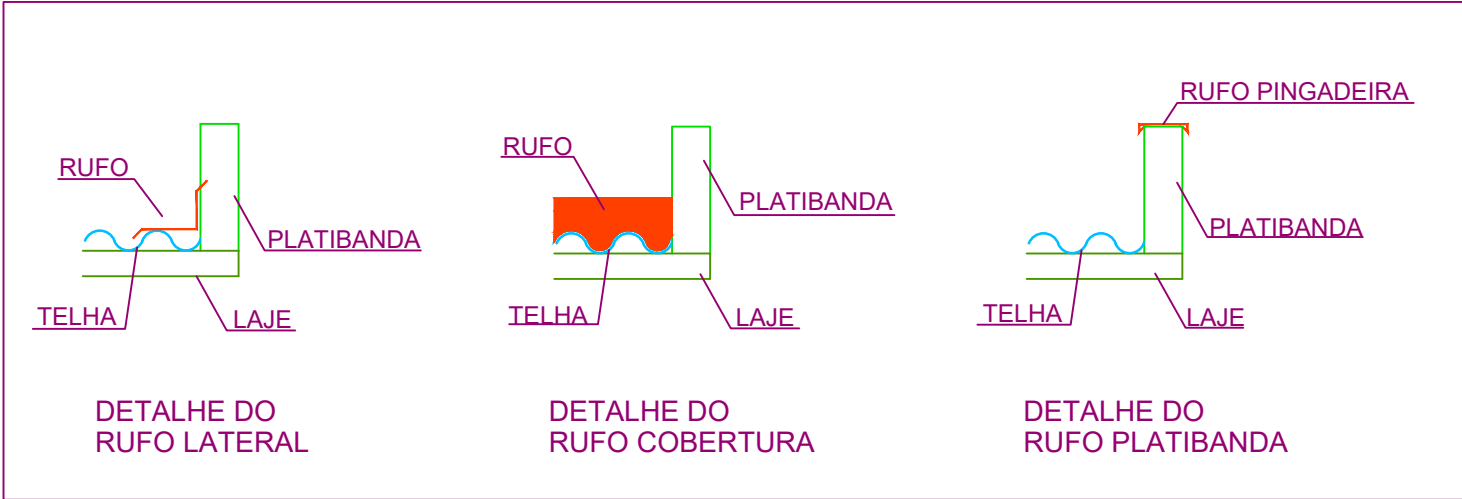 RUFO
PLATIBANDA
TELHA
LAJE
DETALHE DO
RUFO LATERAL
RUFO
PLATIBANDA
TELHA
LAJE
DETALHE DO
RUFO COBERTURA
RUFO PINGADEIRA
PLATIBANDA
TELHA
LAJE
DETALHE DO
RUFO PLATIBANDA